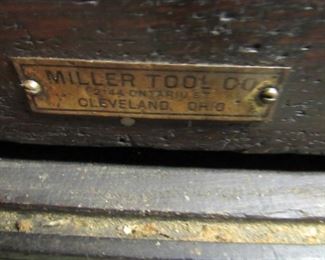 MILLER TOOL CO.
2144 ONTARIO ST.
CLEVELAND, OHIO